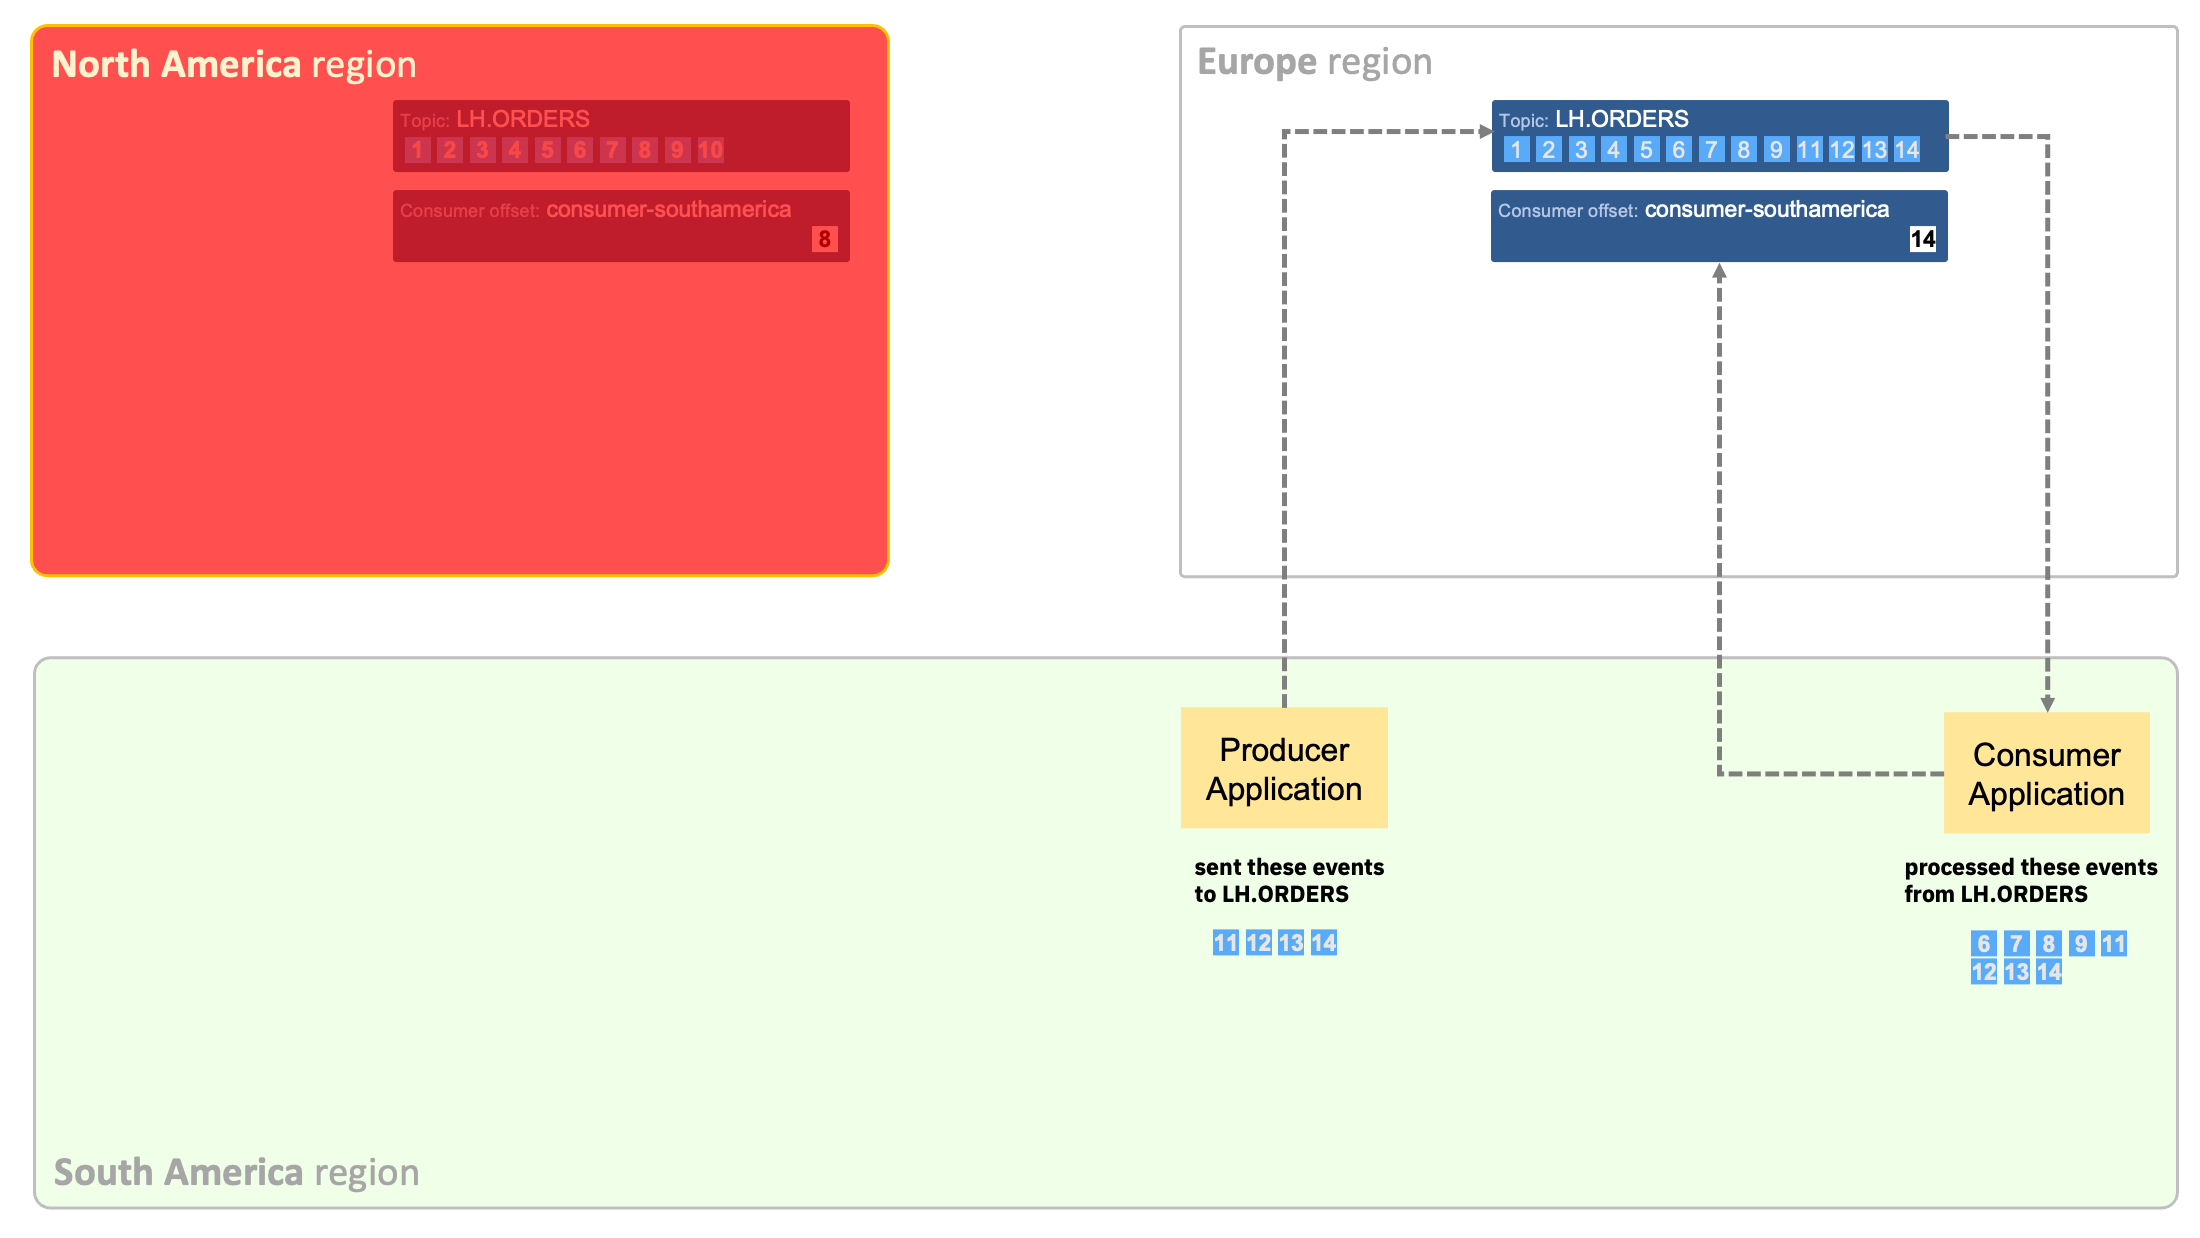 North America region
Topic: LH.ORDERS
1 2 3 4 5 6 7 8 9 10
Consumer offset: consumer-southamerica
8
Europe region
Topic: LH.ORDERS
1 2 3 4 5 6 7 8 9 11 12 13 14
Consumer offset: consumer-southamerica
14
Producer
Application
sent these events
to LH.ORDERS
11 12 13 14
Consumer
Application
processed these events
from LH.ORDERS
6 7 8 9 11
12 13 14
South America region